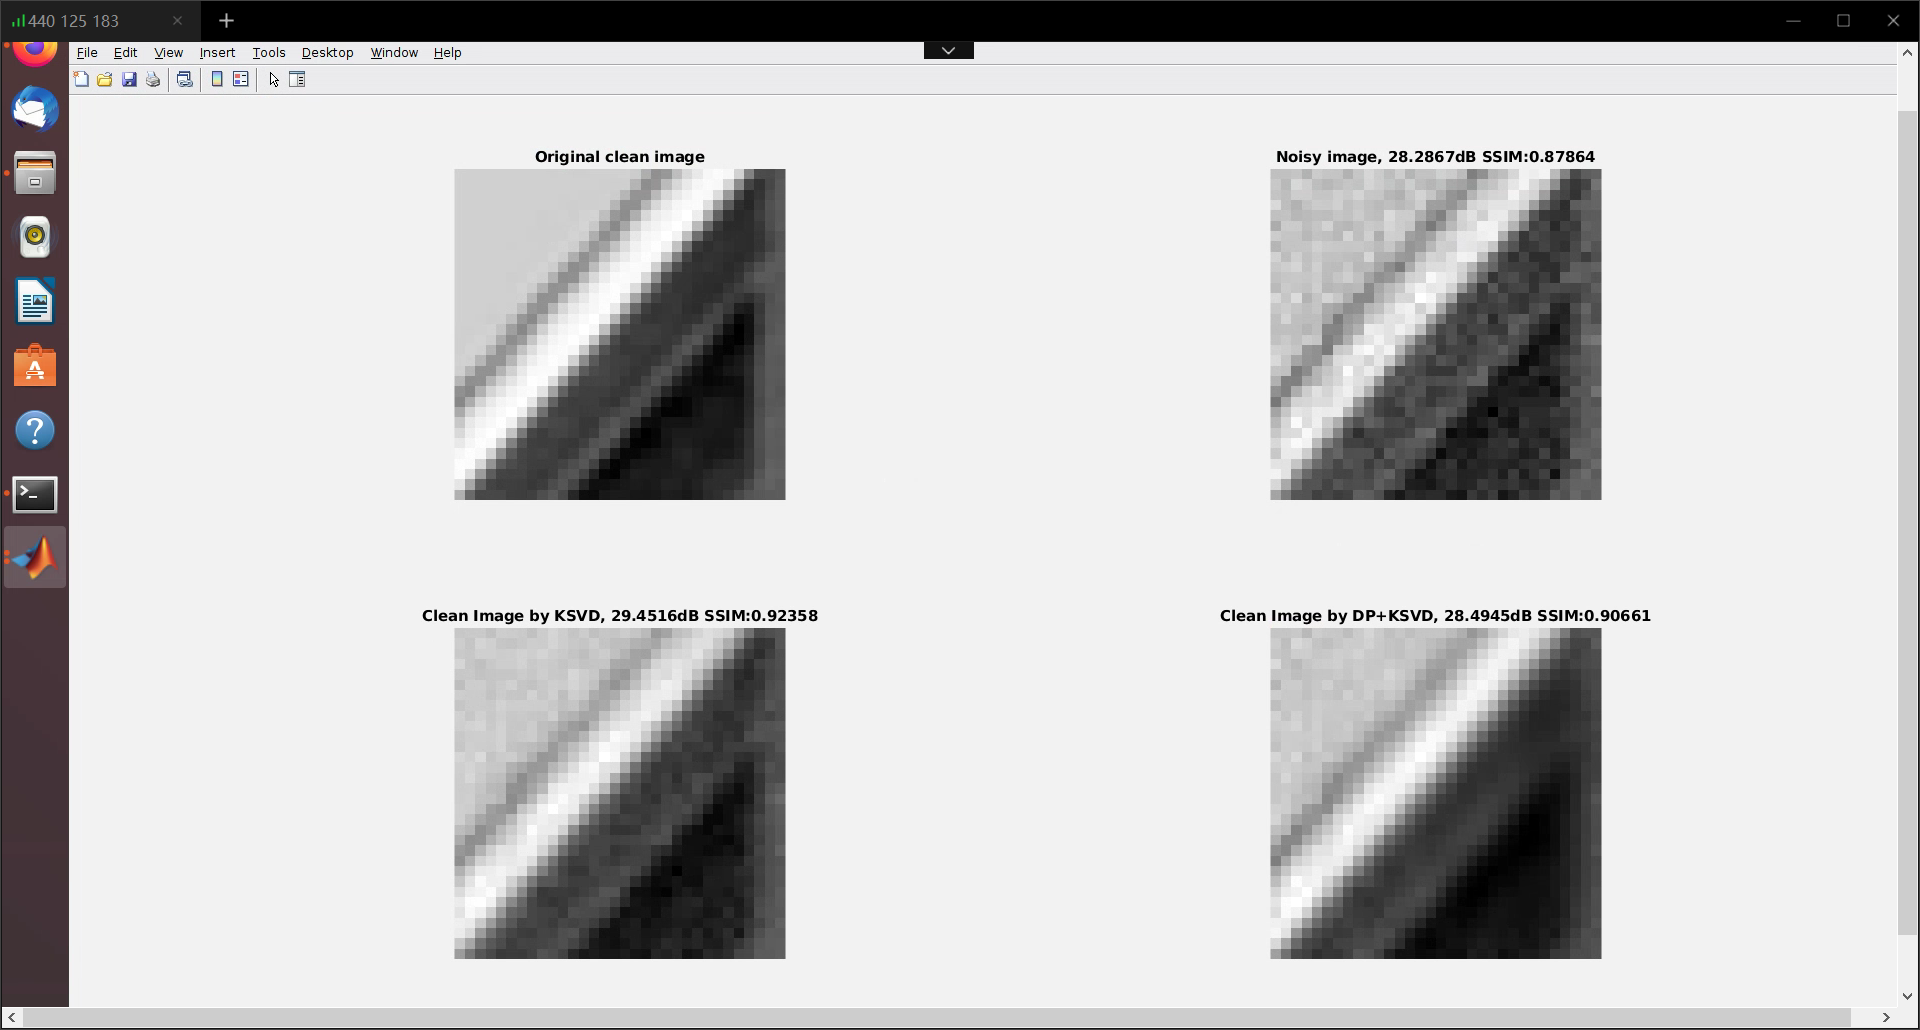 440 125 183
File Edit View Insert Tools Desktop Window Help
Original clean image
Noisy image, 28.2867dB SSIM:0.87864
Clean Image by KSVD, 29.4516dB SSIM:0.92358
Clean Image by DP+KSVD, 28.4945dB SSIM:0.90661